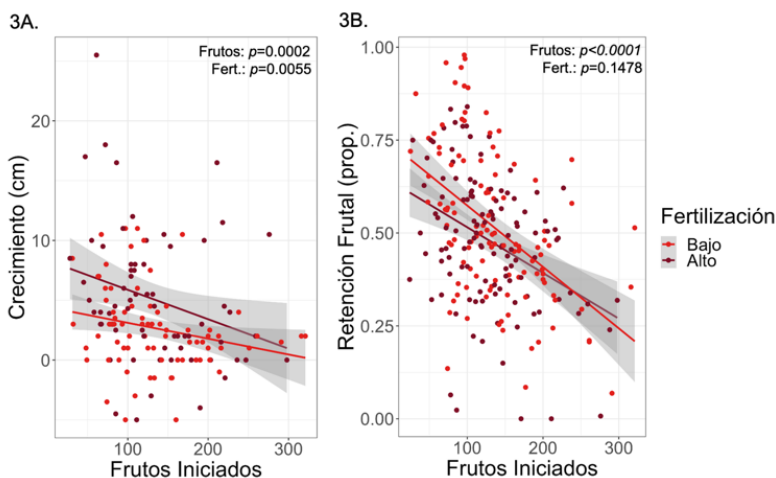 3A.
Frutos: p=0.0002
Fert.: p=0.0055
Crecimiento (cm)
20
10
0
100
200
300
Frutos Iniciados
3B.
Frutos: p<0.0001
Fert.: p=0.1478
Retención Frutal (prop.)
1.00
0.75
0.50
0.25
0.00
100
200
300
Frutos Iniciados
Fertilización
Bajo
Alto